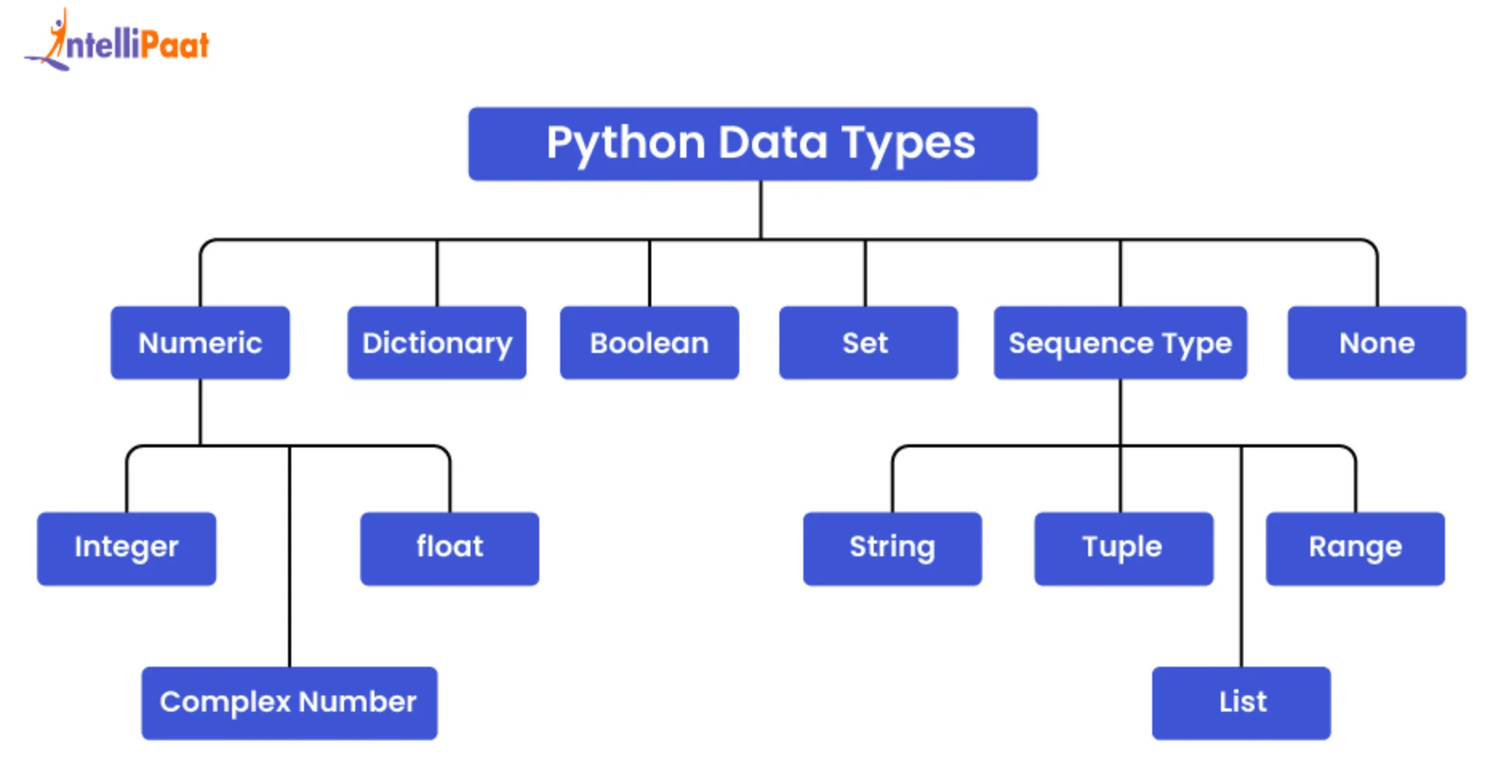 IntelliPaat
Python Data Types
Numeric
Dictionary
Boolean
Set
Sequence Type
None
Integer
float
String
Tuple
Range
Complex Number
List